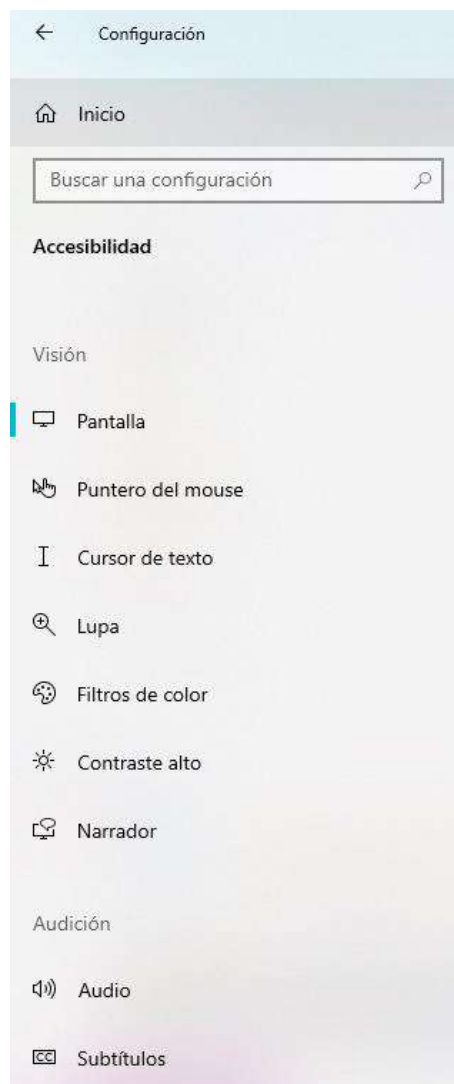 Configuración
Inicio
Buscar una configuración
Accesibilidad
Visión
Pantalla
Puntero del mouse
Cursor de texto
Lupa
Filtros de color
Contraste alto
Narrador
Audición
Audio
CC Subtítulos